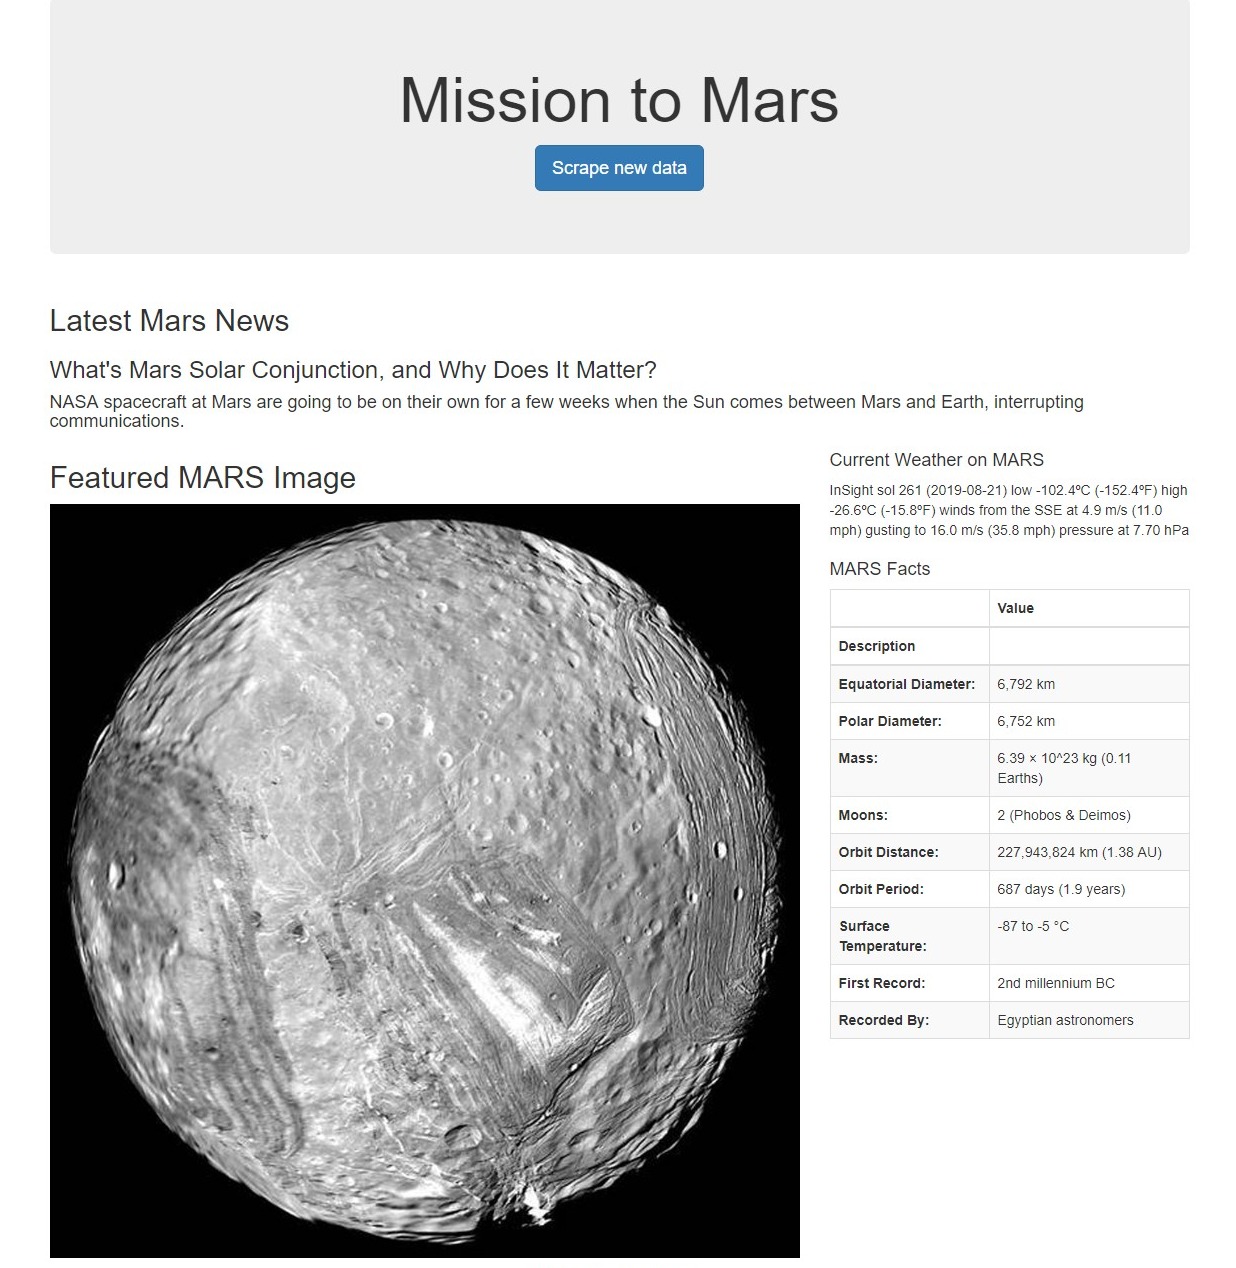 Mission to Mars
Scrape new data
Latest Mars News
What's Mars Solar Conjunction, and Why Does It Matter?
NASA spacecraft at Mars are going to be on their own for a few weeks when the Sun comes between Mars and Earth, interrupting
communications.
Featured MARS Image
Current Weather on MARS
InSight sol 261 (2019-08-21) low -102.4ºC (-152.4ºF) high
-26.6ºC (-15.8ºF) winds from the SSE at 4.9 m/s (11.0
mph) gusting to 16.0 m/s (35.8 mph) pressure at 7.70 hPa
MARS Facts
Value
Description
Equatorial Diameter: 6,792 km
Polar Diameter: 6,752 km
Mass: 6.39 × 10^23 kg (0.11
Earths)
Moons: 2 (Phobos & Deimos)
Orbit Distance: 227,943,824 km (1.38 AU)
Orbit Period: 687 days (1.9 years)
Surface -87 to -5 °C
Temperature:
First Record: 2nd millennium BC
Recorded By: Egyptian astronomers